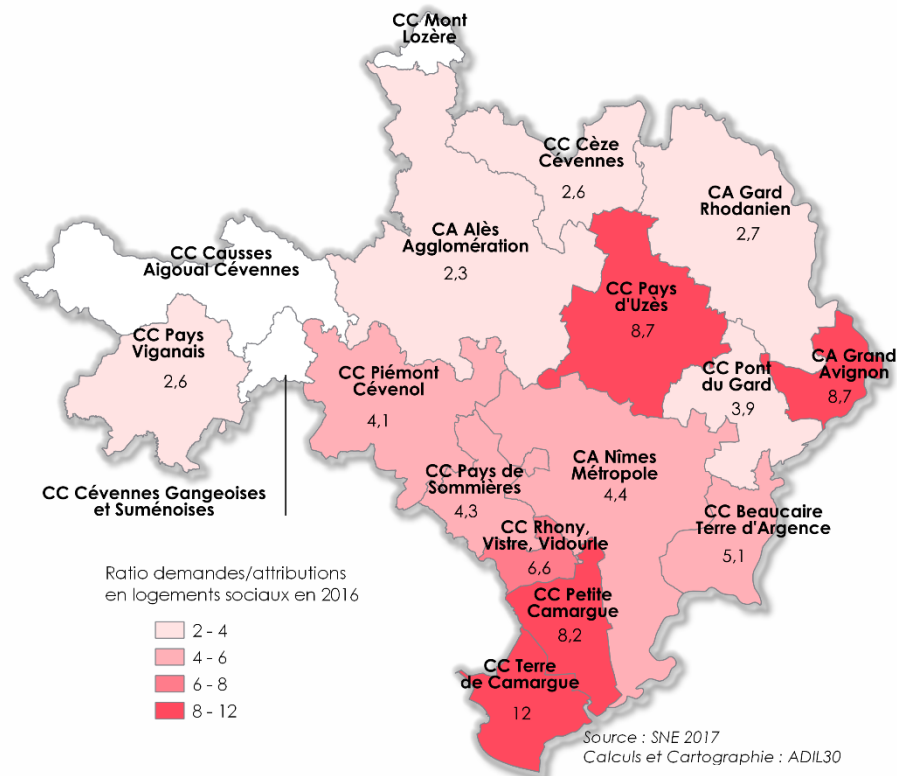 CC Mont
Lozère
CC Cèze
Cévennes
2,6
CA Gard
Rhodanien
2,7
CA Alès
Agglomération
2,3
CC Causses
Aigoual Cévennes
CC Pays
d'Uzès
8,7
CC Pays
Viganais
2,6
CA Grand
Avignon
8,7
CC Pont
du Gard
3,9
CC Piémont
Cévenol
4,1
CA Nîmes
Métropole
4,4
CC Pays de
Sommières
4,3
CC Cévennes Gangeoises
et Suménoises
CC Beaucaire
Terre d'Argence
5,1
CC Rhony,
Vistre, Vidourle
6,6
CC Petite
Camargue
8,2
CC Terre
de Camargue
12
Ratio demandes/attributions
en logements sociaux en 2016
2 - 4
4 - 6
6 - 8
8 - 12
Source : SNE 2017
Calculs et Cartographie : ADIL30